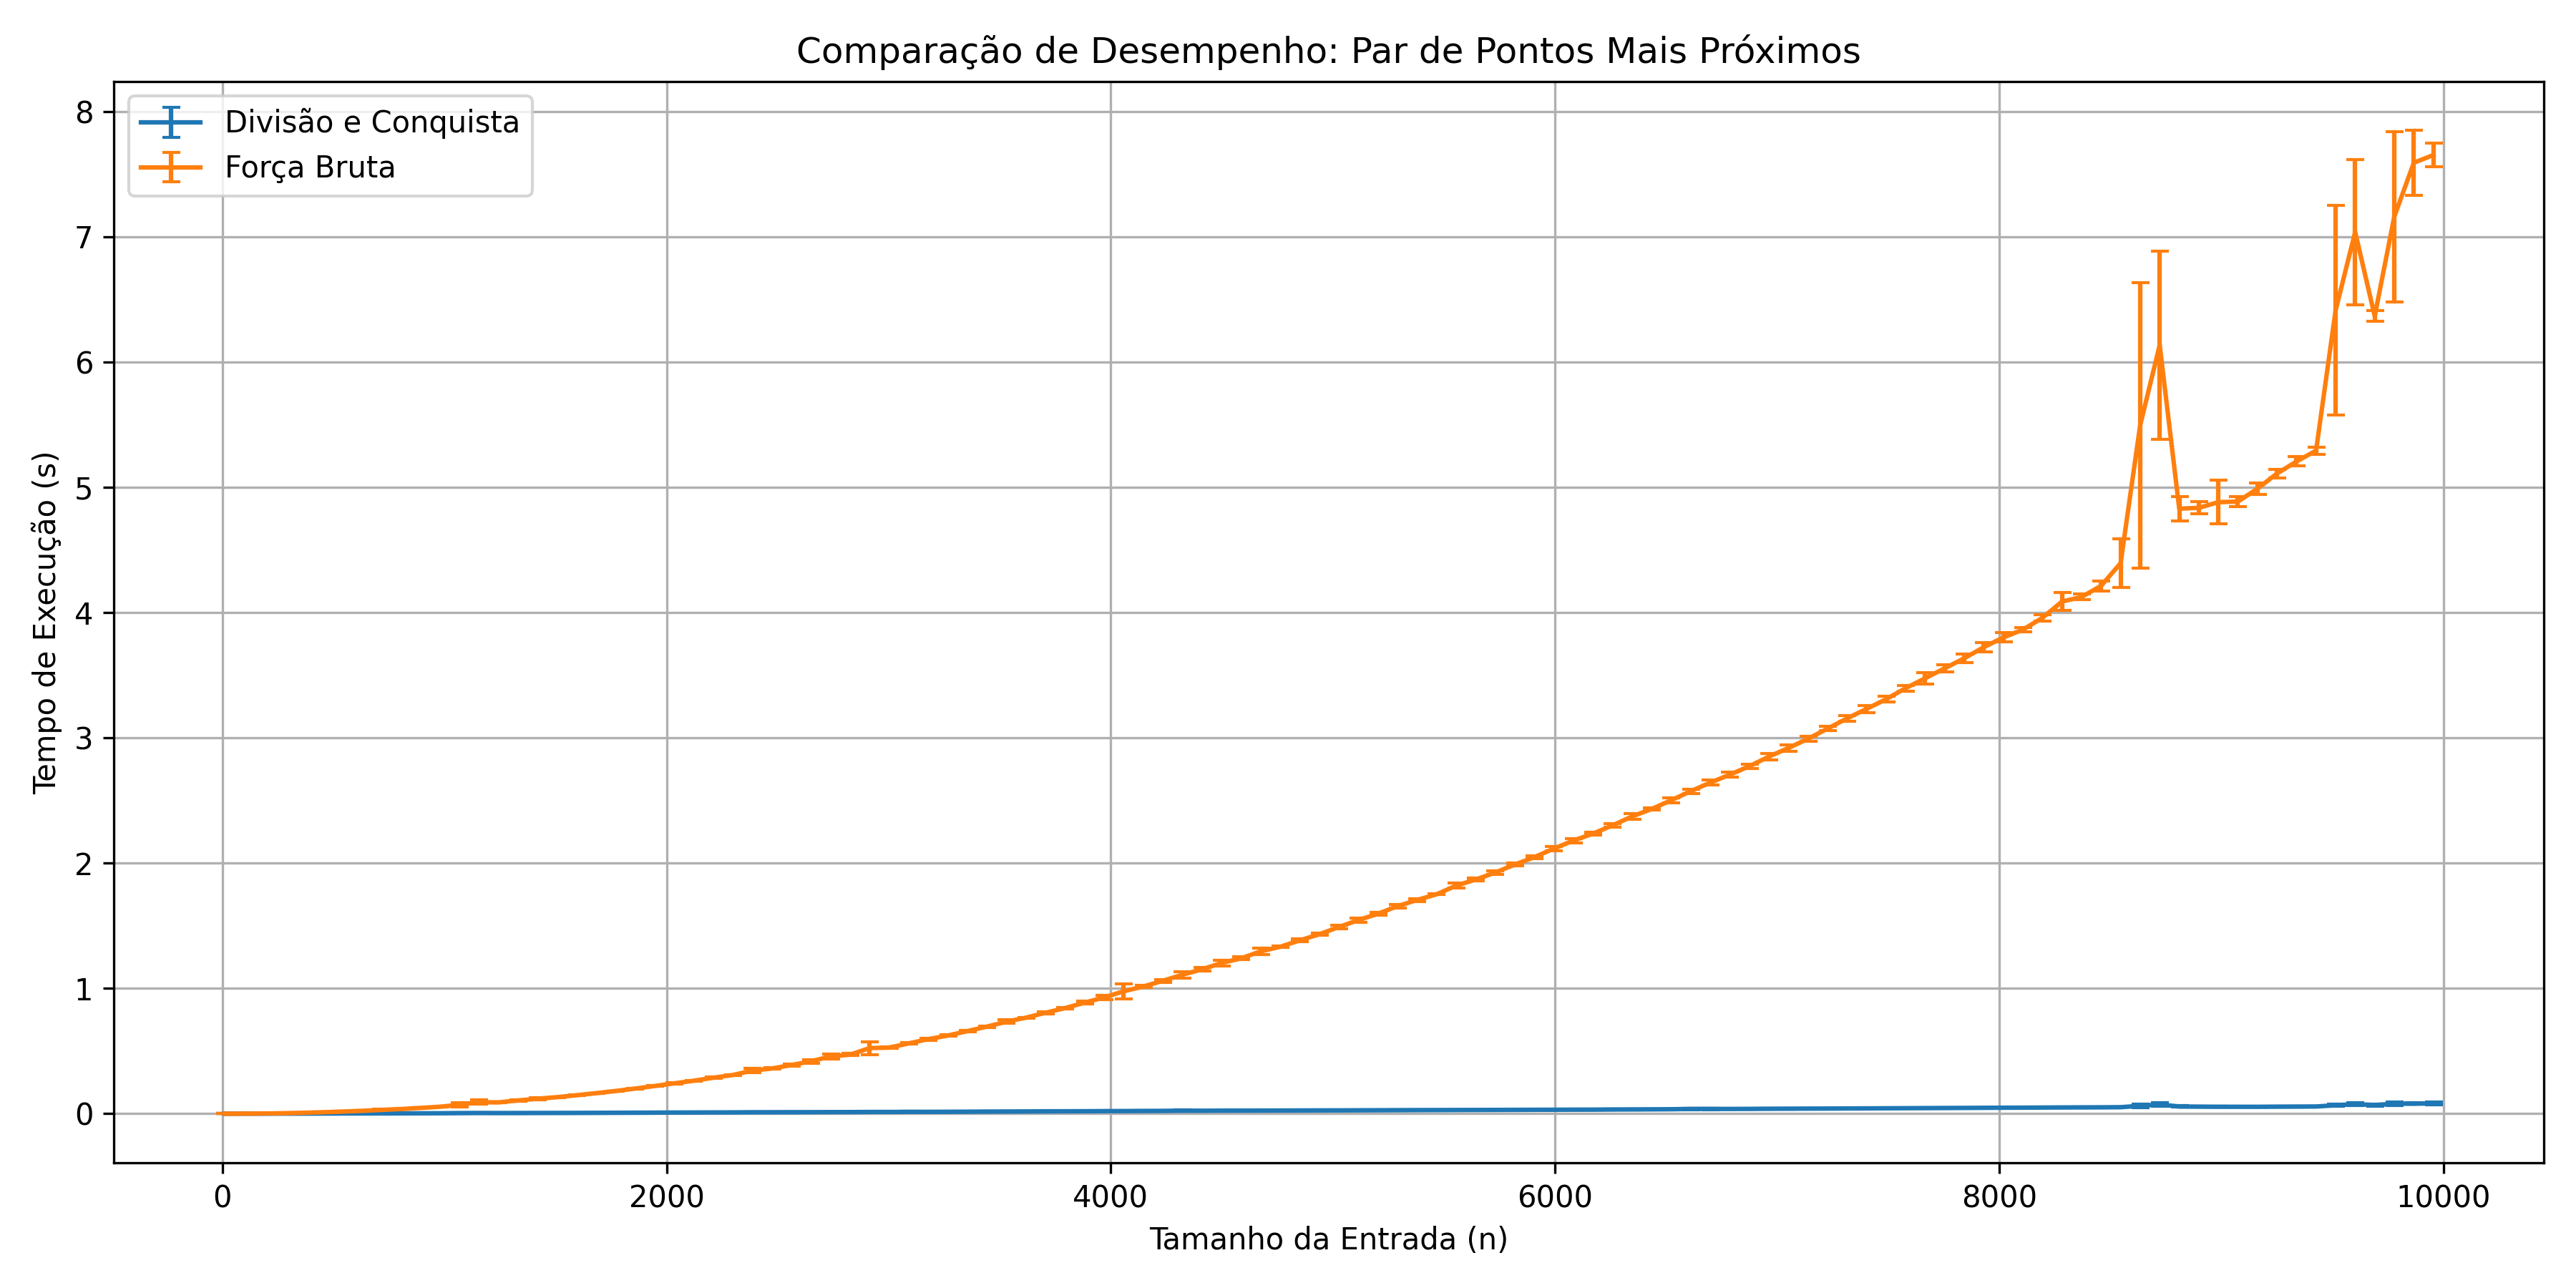 Comparação de Desempenho: Par de Pontos Mais Próximos
Divisão e Conquista
Força Bruta
Tempo de Execução (s)
8
7
6
5
4
3
2
1
0
0 2000 4000 6000 8000 10000
Tamanho da Entrada (n)